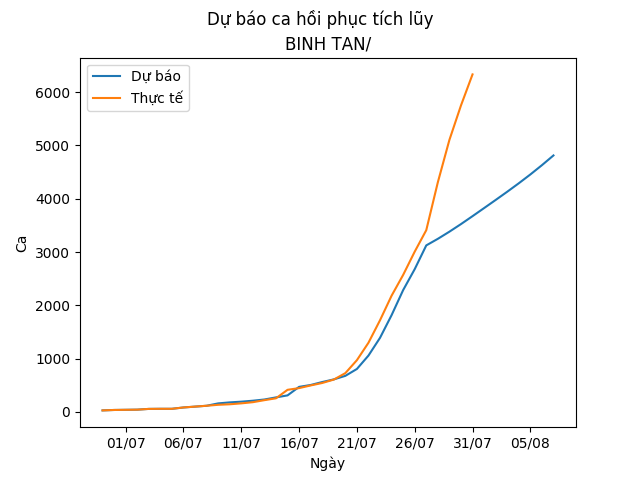 Dự báo ca hồi phục tích lũy
BINH TAN/
Dự báo
Thực tế
6000
5000
4000
3000
2000
1000
0
Ca
01/07
06/07
11/07
16/07
21/07
26/07
31/07
05/08
Ngày